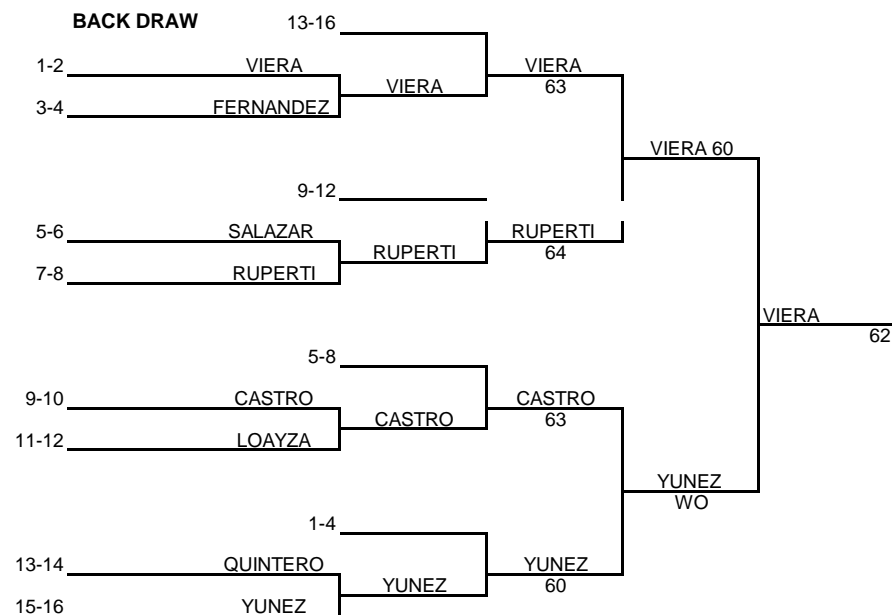 BACK DRAW
13-16
1-2 VIERA
VIERA
VIERA
63
3-4 FERNANDEZ
VIERA 60
9-12
5-6 SALAZAR
RUPERTI
RUPERTI
64
7-8 RUPERTI
VIERA
62
5-8
9-10 CASTRO
CASTRO
CASTRO
63
11-12 LOAYZA
YUNEZ
WO
1-4
13-14 QUINTERO
YUNEZ
YUNEZ
60
15-16 YUNEZ